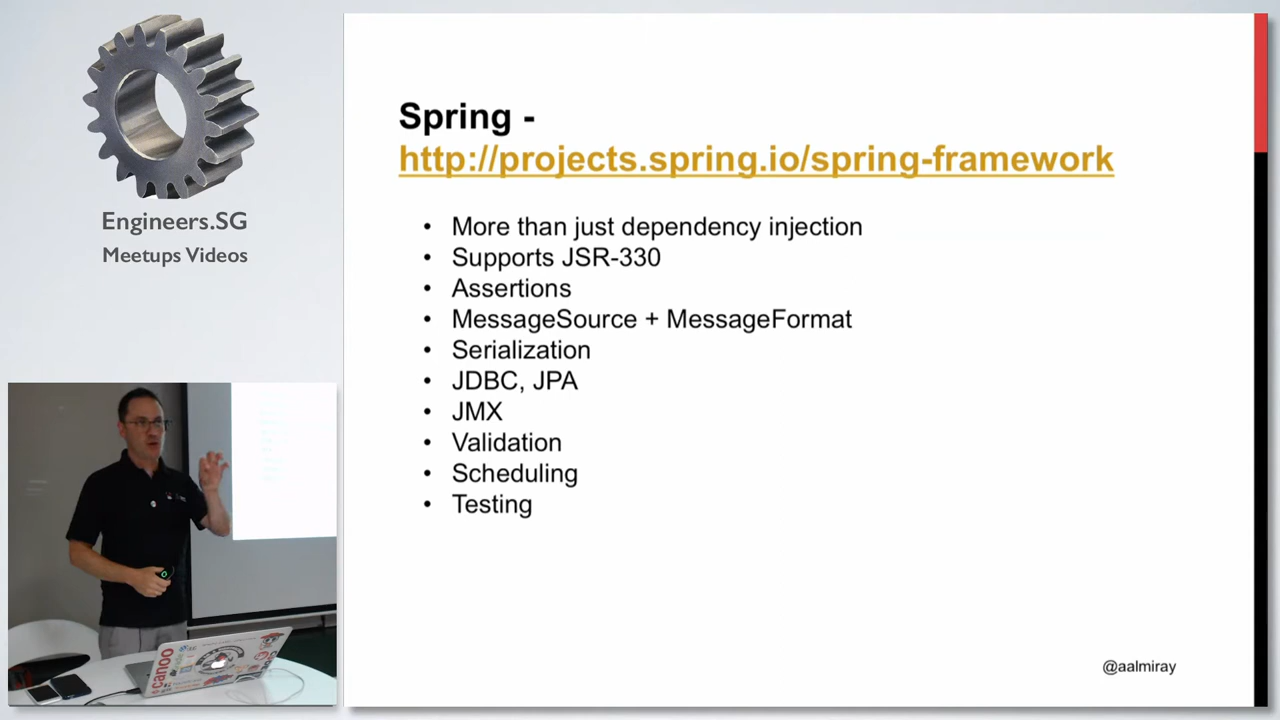 Engineers.SG
Meetups Videos
Spring -
http://projects.spring.io/spring-framework
• More than just dependency injection
• Supports JSR-330
• Assertions
• MessageSource + MessageFormat
• Serialization
• JDBC, JPA
• JMX
• Validation
• Scheduling
• Testing
@aalmiray
canoo